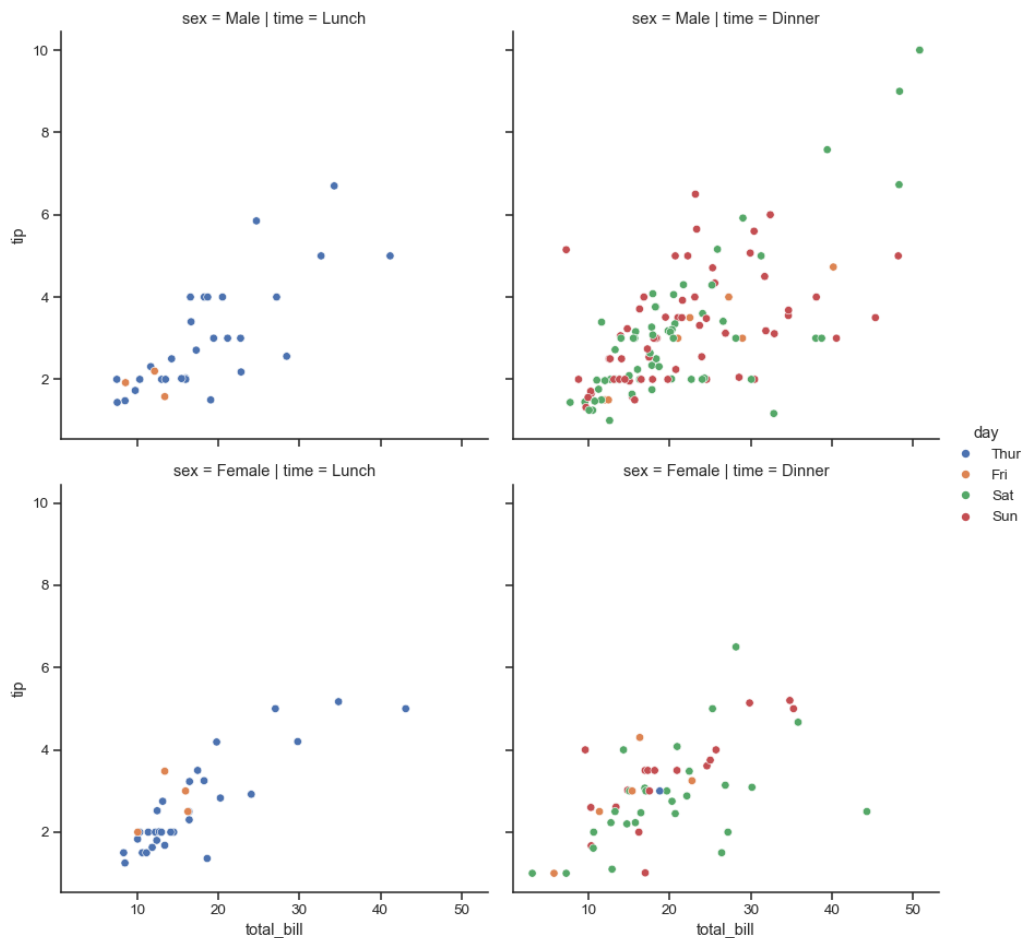 sex = Male | time = Lunch
sex = Male | time = Dinner
10
8
6
4
2
tip
sex = Female | time = Lunch
sex = Female | time = Dinner
10
8
6
4
2
tip
10 20 30 40 50
total_bill
10 20 30 40 50
total_bill
day
Thur
Fri
Sat
Sun